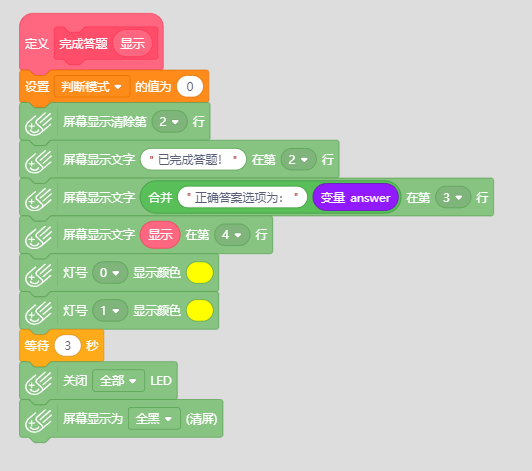 定义 完成答题 显示
设置 判断模式 的值为 0
屏幕显示清除第 2 行
屏幕显示文字 " 已完成答题！ " 在第 2 行
屏幕显示文字 合并 " 正确答案选项为： " 变量 answer 在第 3 行
屏幕显示文字 显示 在第 4 行
灯号 0 显示颜色
灯号 1 显示颜色
等待 3 秒
关闭 全部 LED
屏幕显示为 全黑 (清屏)